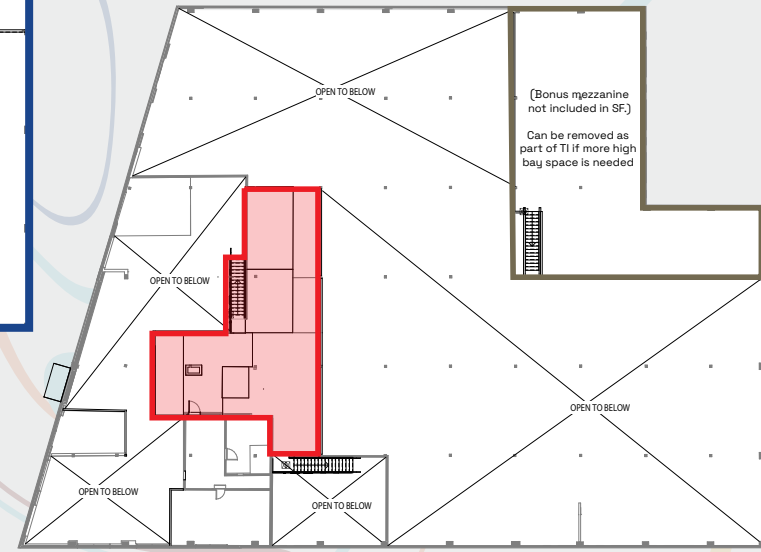 OPEN TO BELOW
(Bonus mezzanine
not included in SF.)
Can be removed as
part of TI if more high
bay space is needed
OPEN TO BELOW
OPEN TO BELOW
OPEN TO BELOW
OPEN TO BELOW